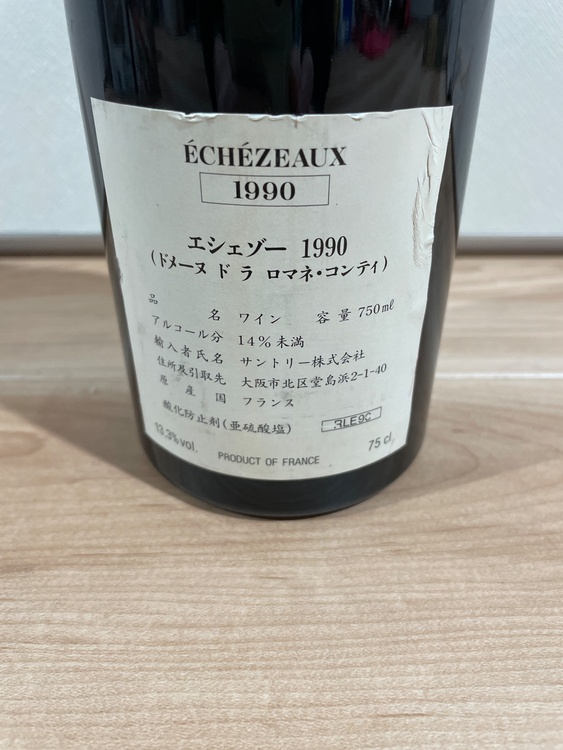 ÉCHÉZEAUX
1990
エシェゾー 1990
(ドメーヌ ド ラ ロマネ・コンティ)
品名 ワイン 容量 750mℓ
アルコール分 14%未満
輸入者氏名 サントリー株式会社
住所及引取先 大阪市北区堂島浜2-1-40
原産国 フランス
酸化防止剤(亜硫酸塩) RLE9C
13.3% vol. 75 cl
PRODUCT OF FRANCE